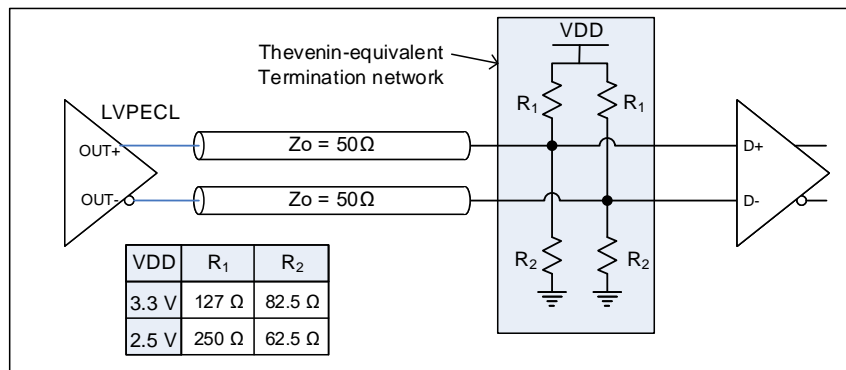 VDD
Thevenin-equivalent
Termination network
R₁ R₁
LVPECL
OUT+ Zo = 50Ω D+
OUT- Zo = 50Ω D-
R₂ R₂
VDD R₁ R₂
3.3 V 127 Ω 82.5 Ω
2.5 V 250 Ω 62.5 Ω